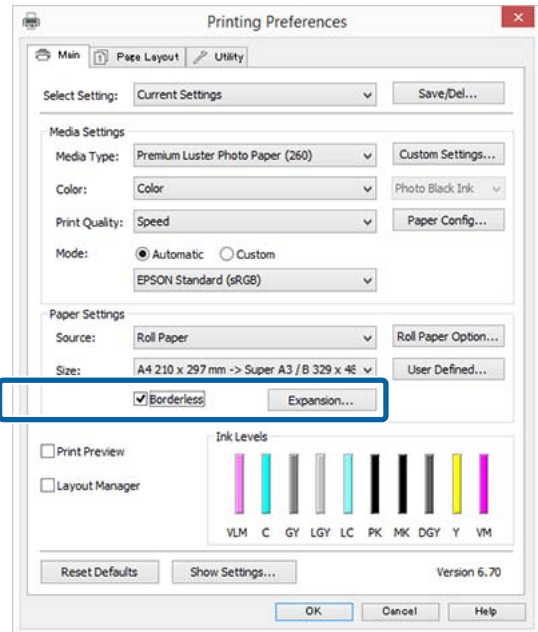 Printing Preferences
Main Page Layout Utility
Select Setting: Current Settings Save/Del...
Media Settings
Media Type: Premium Luster Photo Paper (260) Custom Settings...
Color: Color Photo Black Ink
Print Quality: Speed Paper Config...
Mode: Automatic Custom
EPSON Standard (sRGB)
Paper Settings
Source: Roll Paper Roll Paper Option...
Size: A4 210 x 297 mm -> Super A3 / B 329 x 48 User Defined...
Borderless Expansion...
Ink Levels
Print Preview
Layout Manager
VLM C GY LGY LC PK MK DGY Y VM
Reset Defaults Show Settings... Version 6.70
OK Cancel Help